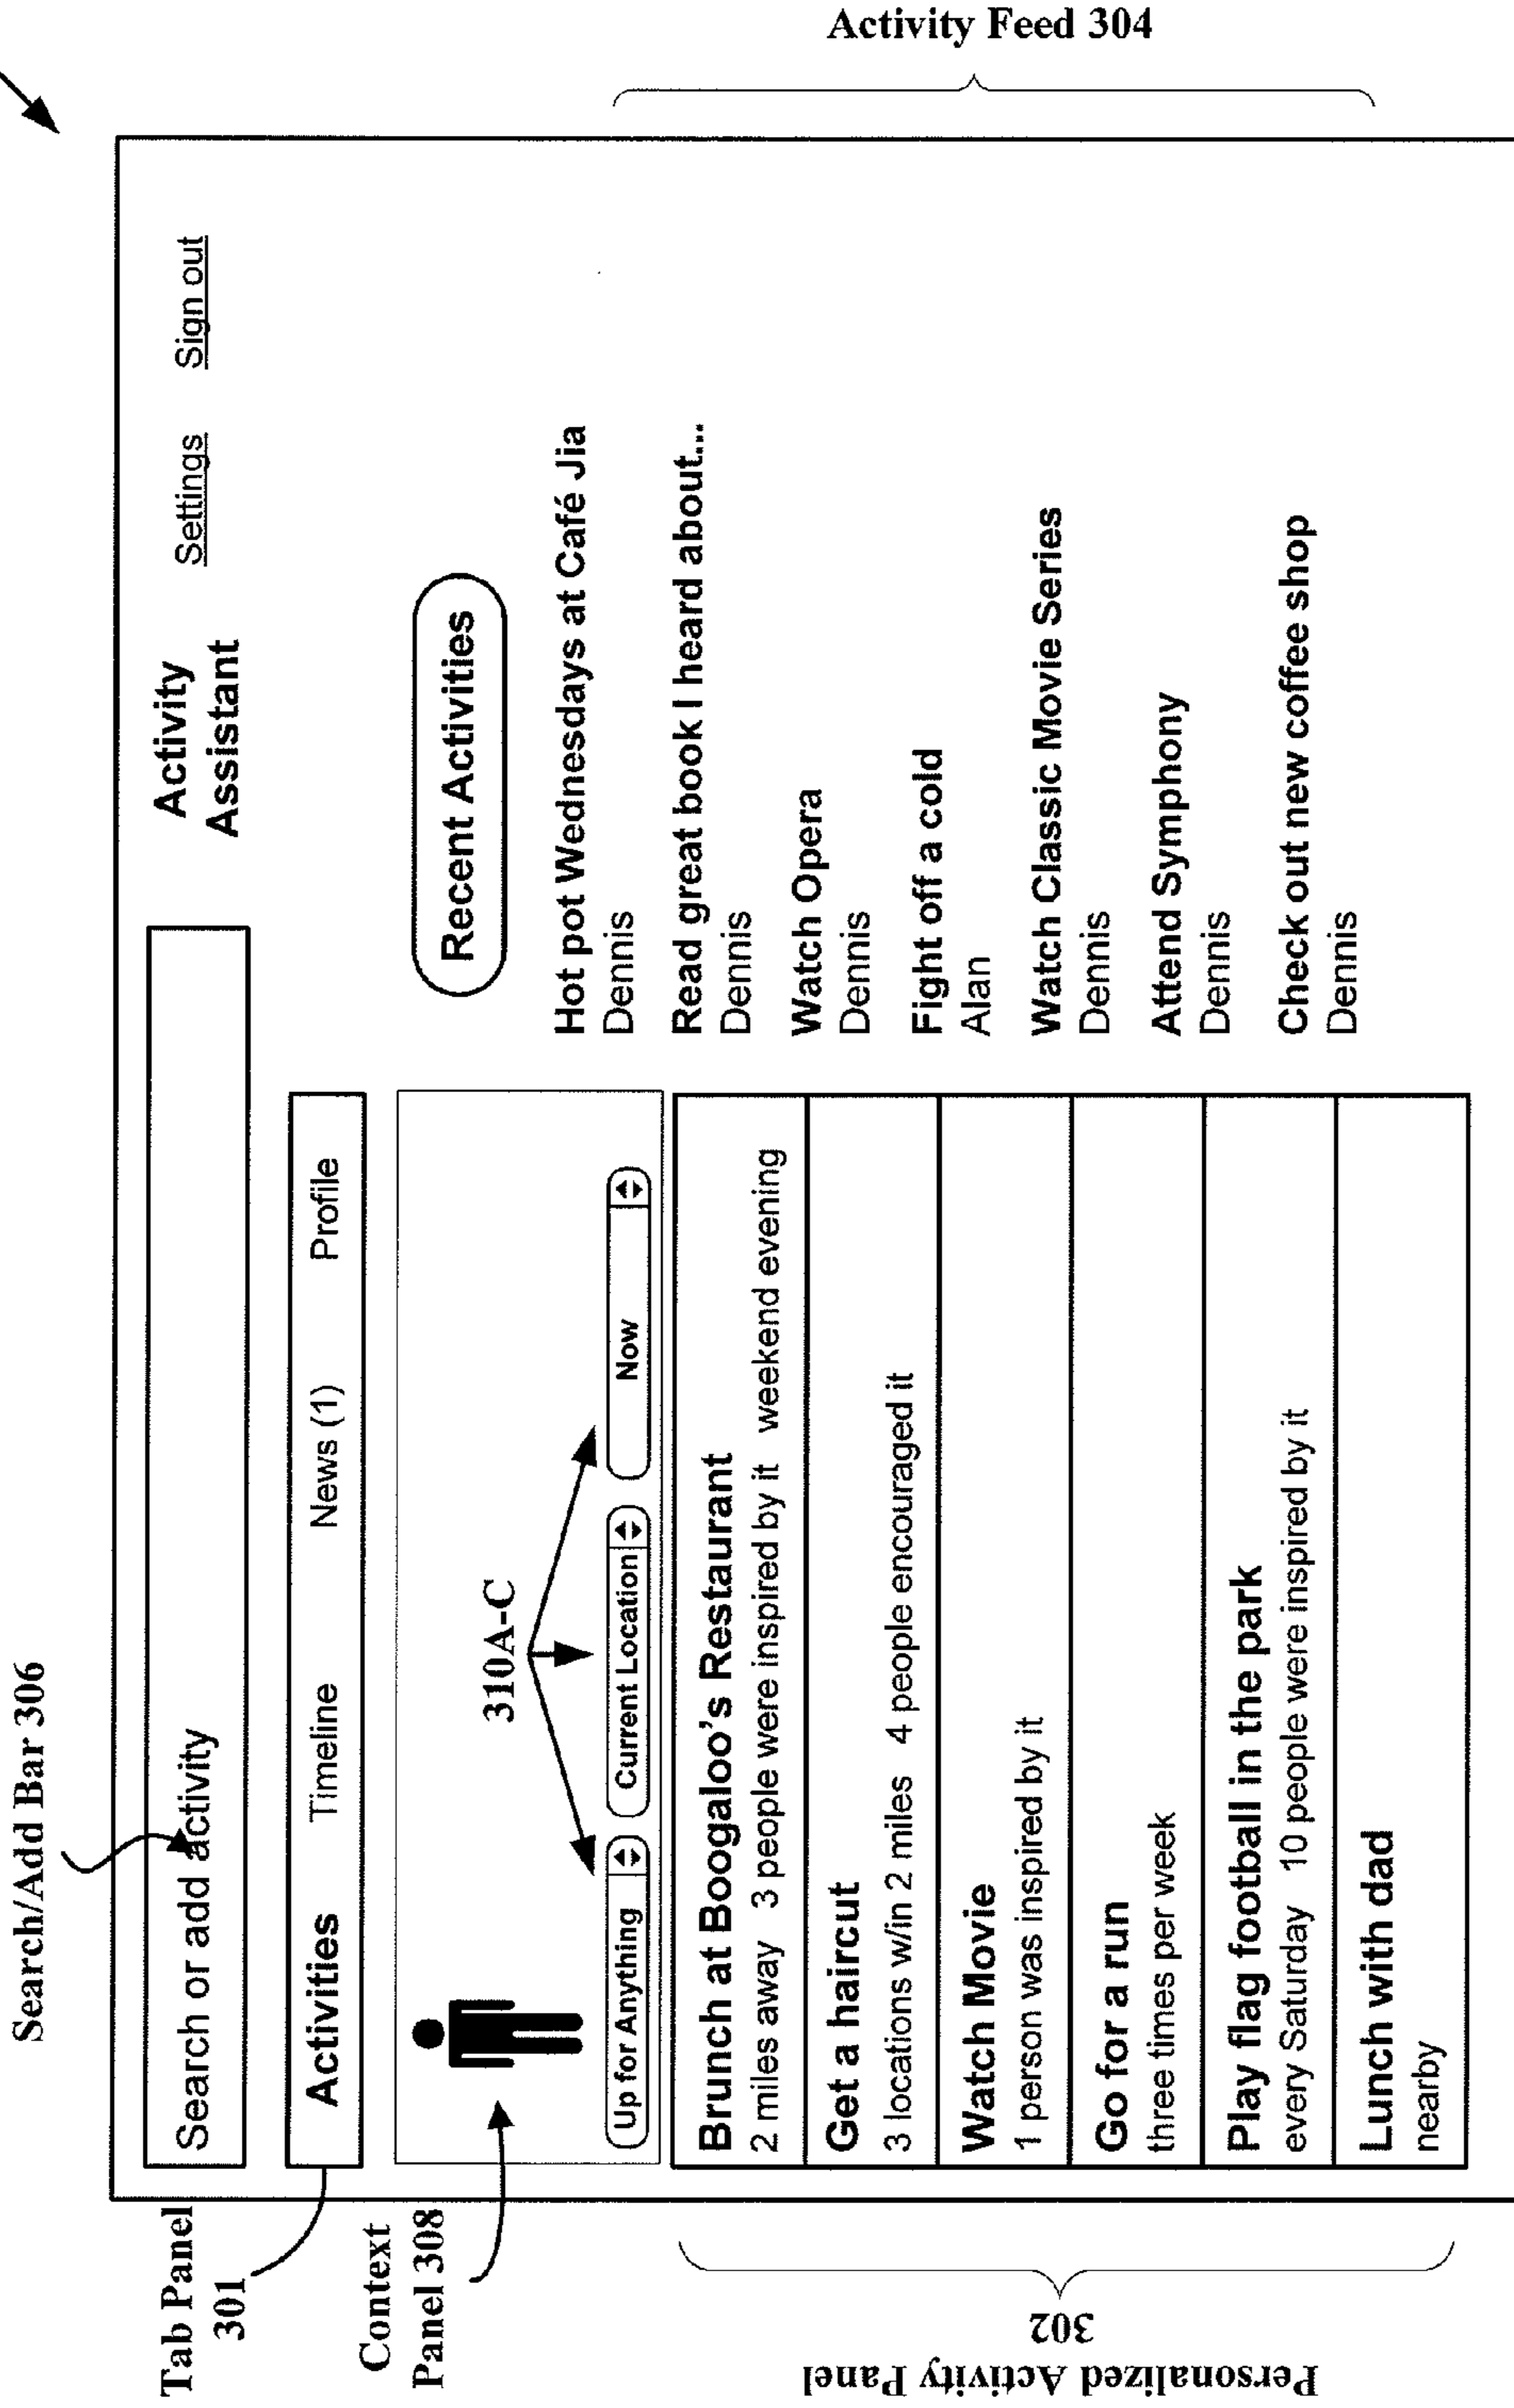 Search/Add Bar 306
Search or add activity
Activity
Assistant
Settings
Sign out
Tab Panel
301
Activities
Timeline
News (1)
Profile
Context
Panel 308
310A-C
Up for Anything
Current Location
Now
Recent Activities
Personalized Activity Panel
302
Brunch at Boogaloo's Restaurant
2 miles away 3 people were inspired by it weekend evening
Get a haircut
3 locations w/in 2 miles 4 people encouraged it
Watch Movie
1 person was inspired by it
Go for a run
three times per week
Play flag football in the park
every Saturday 10 people were inspired by it
Lunch with dad
nearby
Hot pot Wednesdays at Café Jia
Dennis
Read great book I heard about...
Dennis
Watch Opera
Dennis
Fight off a cold
Alan
Watch Classic Movie Series
Dennis
Attend Symphony
Dennis
Check out new coffee shop
Dennis
Activity Feed 304